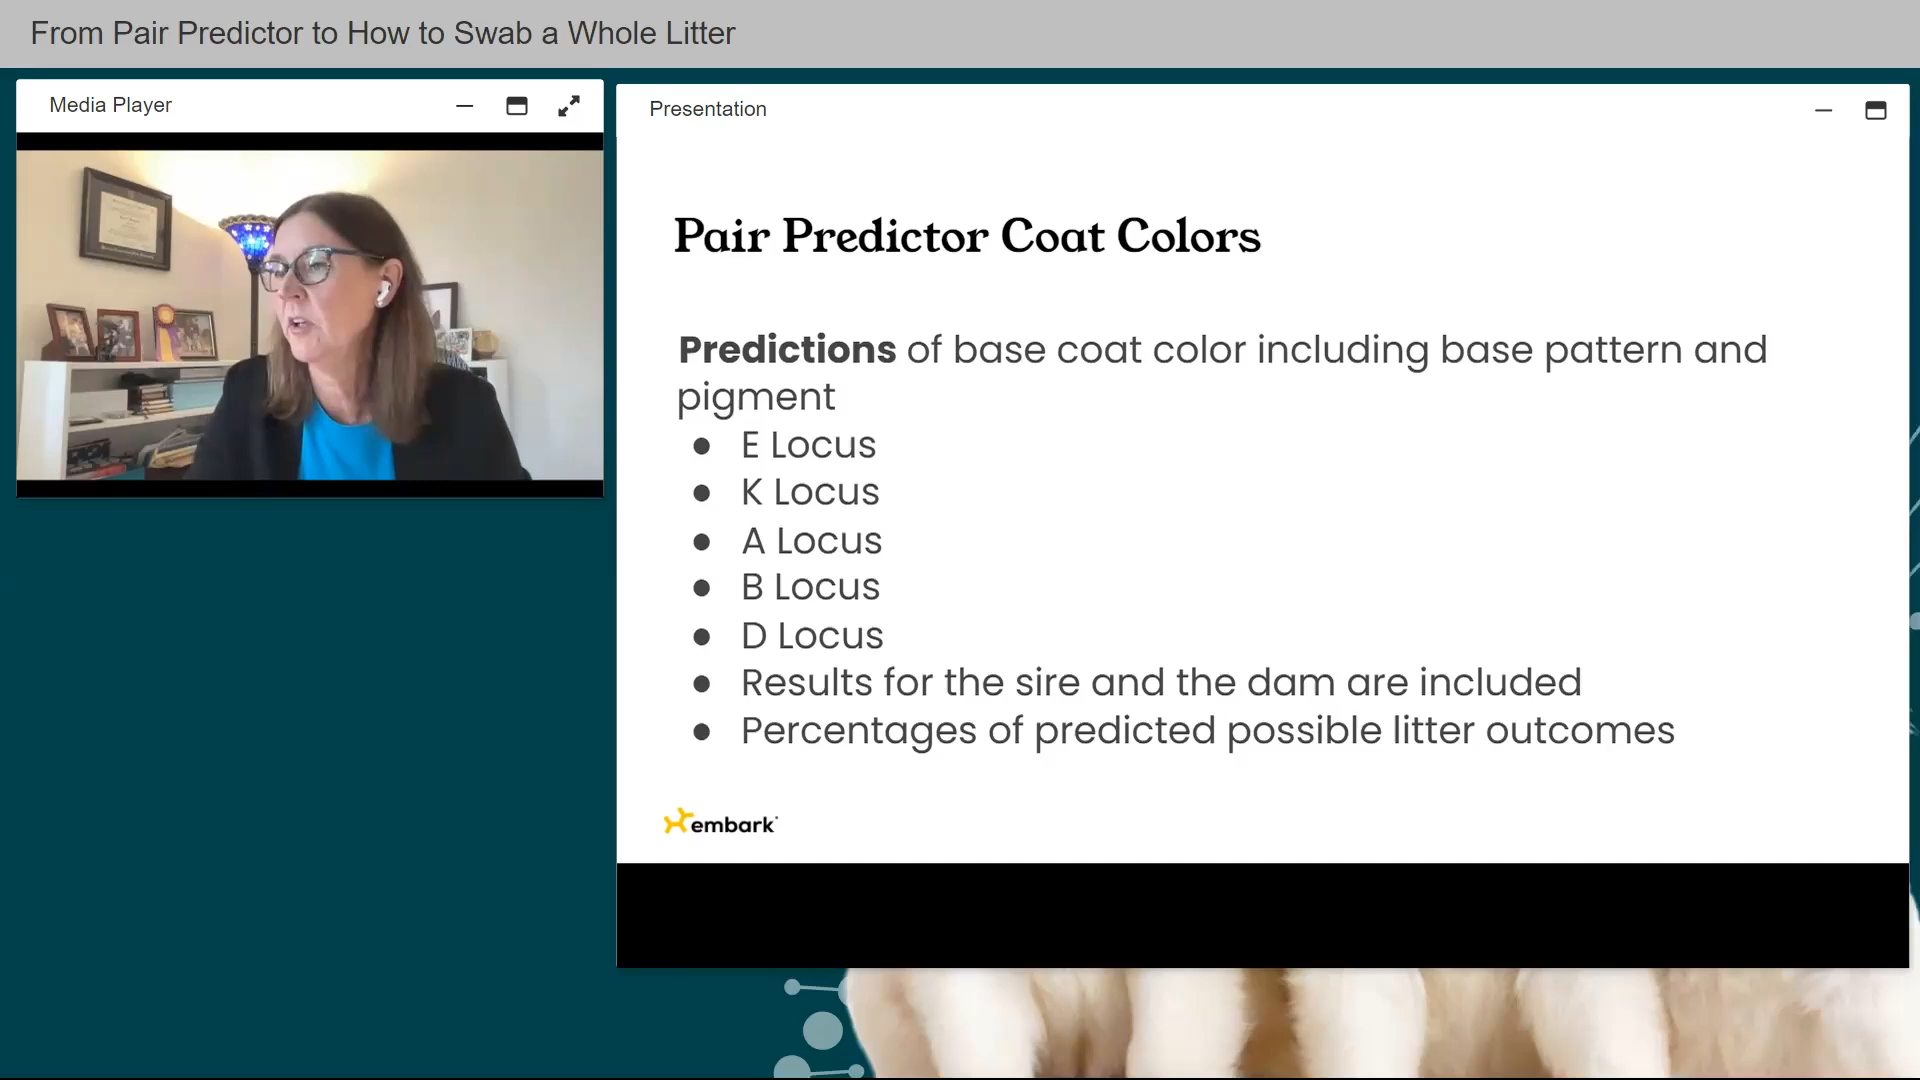 From Pair Predictor to How to Swab a Whole Litter
Media Player
Presentation
Pair Predictor Coat Colors
Predictions of base coat color including base pattern and
pigment
● E Locus
● K Locus
● A Locus
● B Locus
● D Locus
● Results for the sire and the dam are included
● Percentages of predicted possible litter outcomes
embark